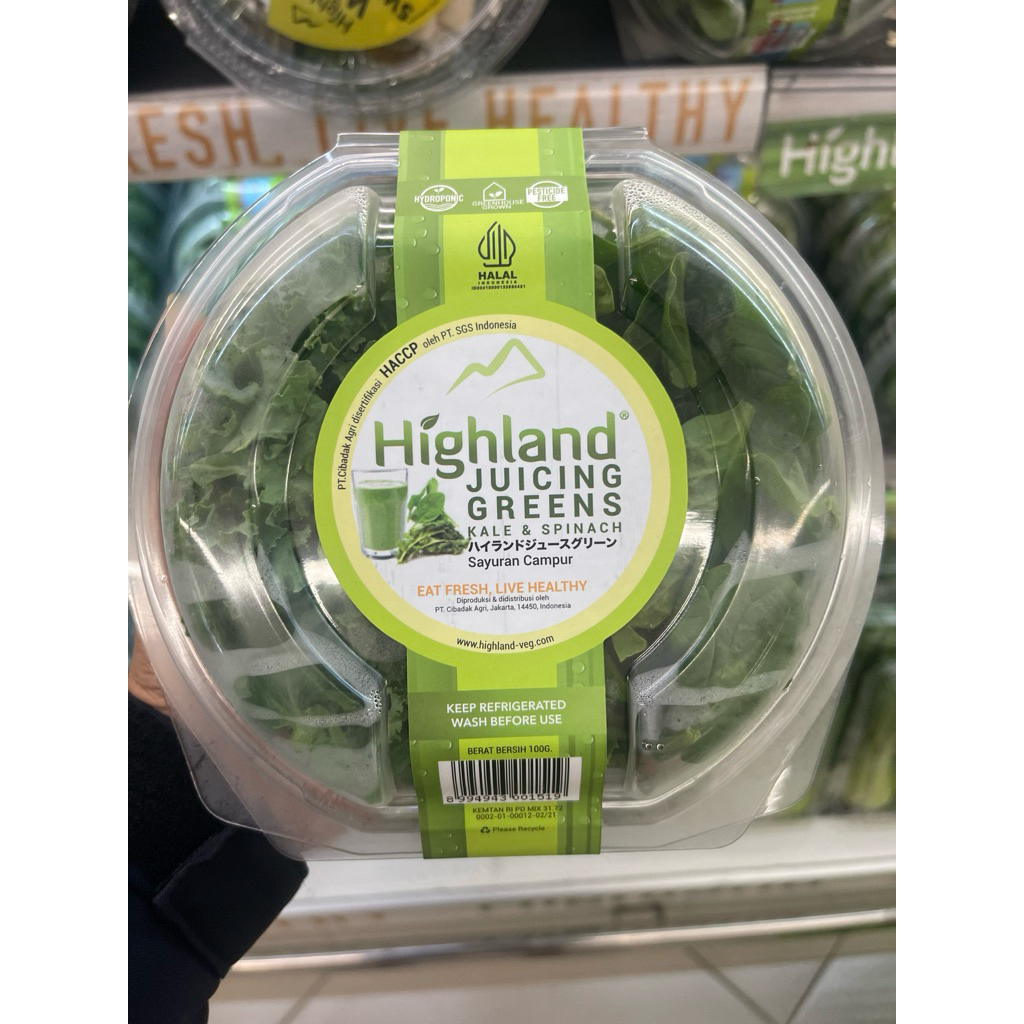 ESH, LIVE HEALTHY
Highl
HYDROPONIC
GREENHOUSE
GROWN
PESTICIDE
FREE
HALAL
INDONESIA
PT.Cibadak Agri disertifikasi HACCP oleh PT. SGS Indonesia
Highland®
JUICING
GREENS
KALE & SPINACH
ハイランドジュースグリーン
Sayuran Campur
EAT FRESH, LIVE HEALTHY
Diproduksi & didistribusi oleh
PT. Cibadak Agri, Jakarta, 14450, Indonesia
www.highland-veg.com
KEEP REFRIGERATED
WASH BEFORE USE
BERAT BERSIH 100G.
8 994943 001519
KEMTAN RI PD MIX 31.72
0002-01-00012-02/21
Please Recycle